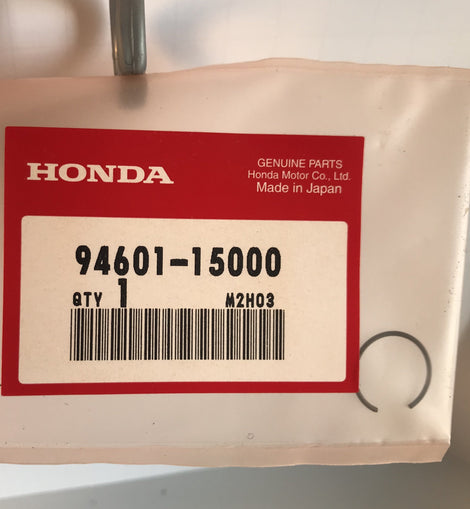 HONDA
GENUINE PARTS
Honda Motor Co., Ltd.
Made in Japan
94601-15000
QTY 1
M2H03